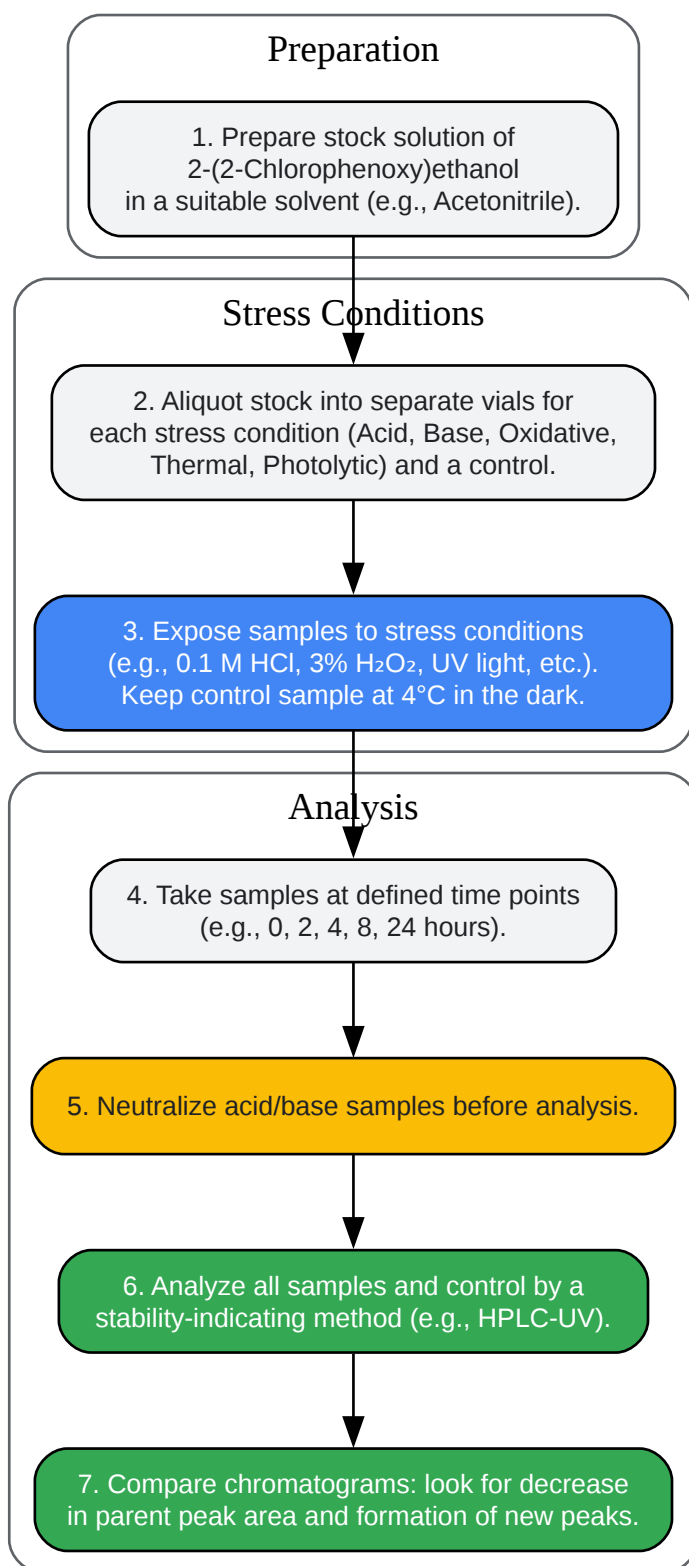 Preparation
1. Prepare stock solution of
2-(2-Chlorophenoxy)ethanol
in a suitable solvent (e.g., Acetonitrile).
Stress Conditions
2. Aliquot stock into separate vials for
each stress condition (Acid, Base, Oxidative,
Thermal, Photolytic) and a control.
3. Expose samples to stress conditions
(e.g., 0.1 M HCl, 3% H₂O₂, UV light, etc.).
Keep control sample at 4°C in the dark.
Analysis
4. Take samples at defined time points
(e.g., 0, 2, 4, 8, 24 hours).
5. Neutralize acid/base samples before analysis.
6. Analyze all samples and control by a
stability-indicating method (e.g., HPLC-UV).
7. Compare chromatograms: look for decrease
in parent peak area and formation of new peaks.